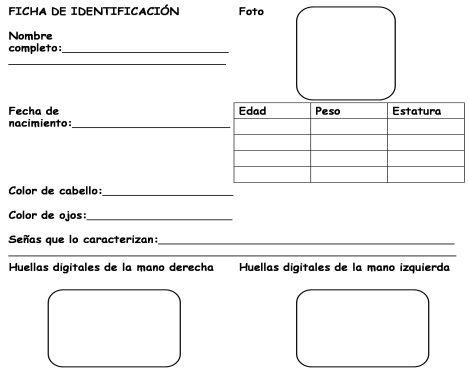 FICHA DE IDENTIFICACIÓN Foto
Nombre
completo:
Fecha de
nacimiento:
Edad Peso Estatura
Color de cabello:
Color de ojos:
Señas que lo caracterizan:
Huellas digitales de la mano derecha Huellas digitales de la mano izquierda